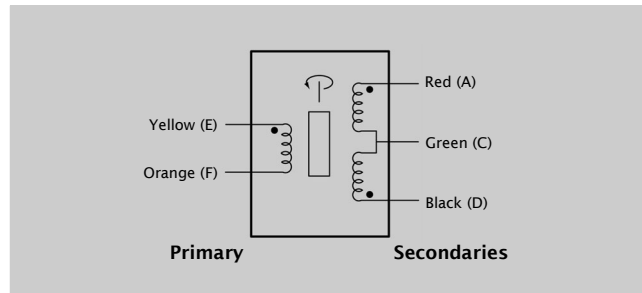 Red (A)
Yellow (E)
Green (C)
Orange (F)
Black (D)
Primary
Secondaries